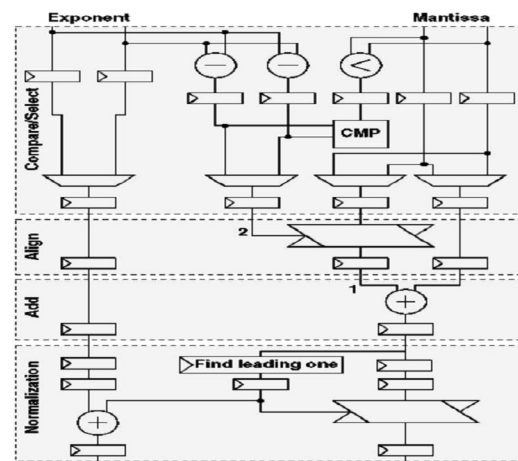 Exponent
Mantissa
Compare/Select
CMP
Align
2
Add
1
Normalization
Find leading one